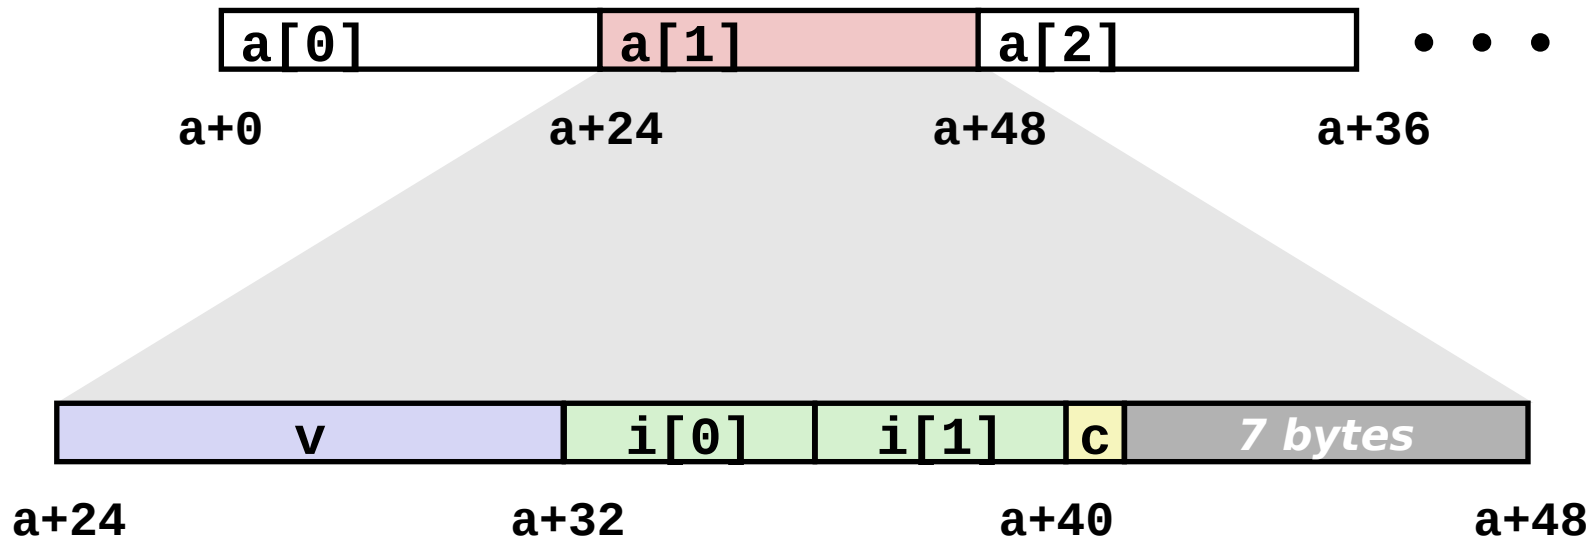 a[0] a[1] a[2] • • •
a+0 a+24 a+48 a+36
v i[0] i[1] c 7 bytes
a+24 a+32 a+40 a+48